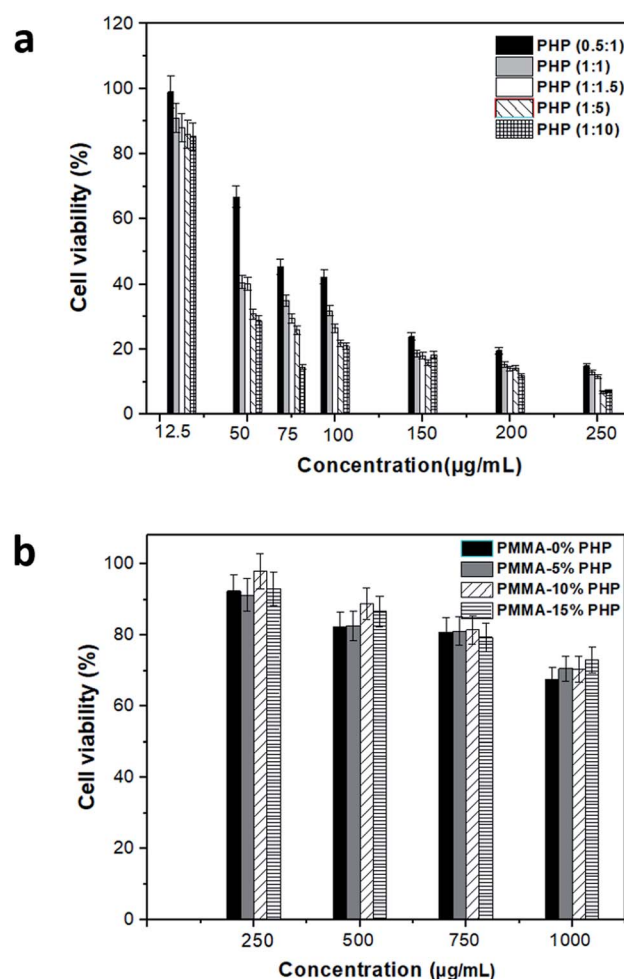 a
120
100
80
60
40
20
0
Cell viability (%)
PHP (0.5:1)
PHP (1:1)
PHP (1:1.5)
PHP (1:5)
PHP (1:10)
12.5 50 75 100 150 200 250
Concentration(µg/mL)
b
100
80
60
40
20
0
Cell viability (%)
PMMA-0% PHP
PMMA-5% PHP
PMMA-10% PHP
PMMA-15% PHP
250 500 750 1000
Concentration (µg/mL)